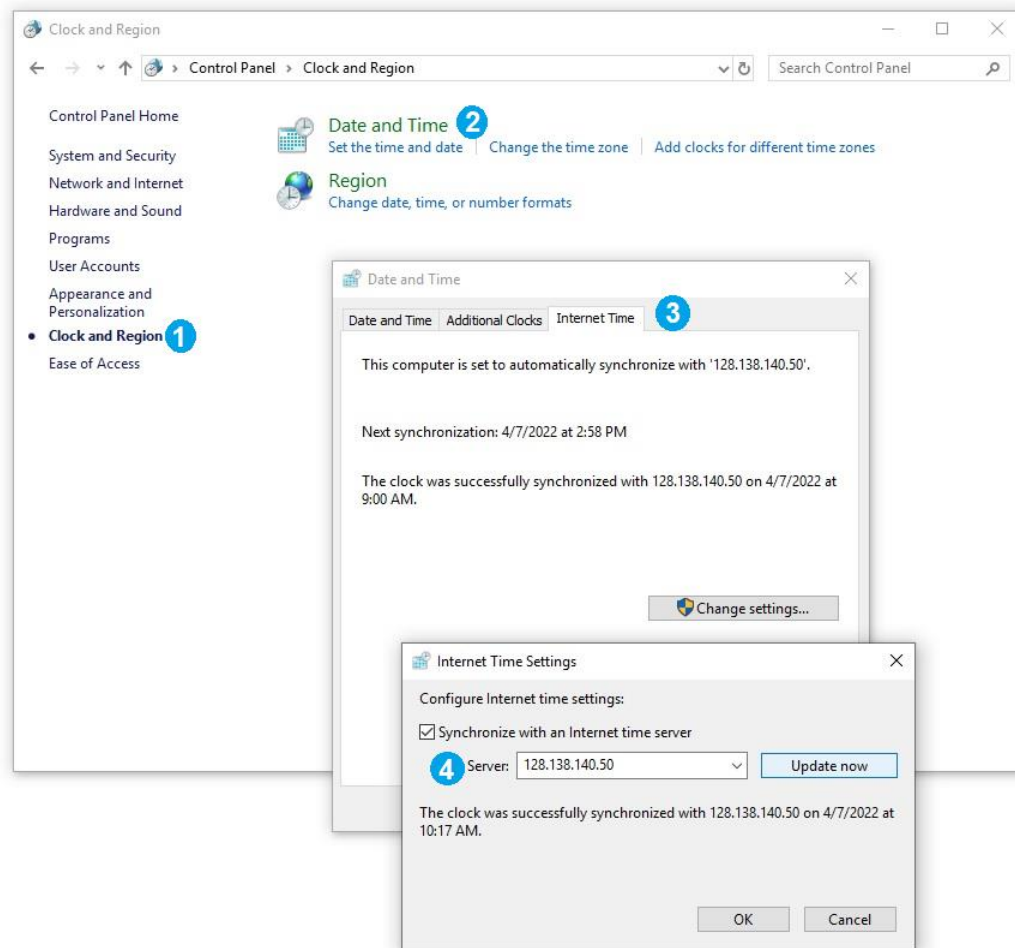 Clock and Region
Control Panel > Clock and Region
Search Control Panel
Control Panel Home
System and Security
Network and Internet
Hardware and Sound
Programs
User Accounts
Appearance and
Personalization
Clock and Region 1
Ease of Access
Date and Time 2
Set the time and date | Change the time zone | Add clocks for different time zones
Region
Change date, time, or number formats
Date and Time
Date and Time Additional Clocks Internet Time 3
This computer is set to automatically synchronize with '128.138.140.50'.
Next synchronization: 4/7/2022 at 2:58 PM
The clock was successfully synchronized with 128.138.140.50 on 4/7/2022 at
9:00 AM.
Change settings...
Internet Time Settings
Configure Internet time settings:
Synchronize with an Internet time server
4 Server: 128.138.140.50 Update now
The clock was successfully synchronized with 128.138.140.50 on 4/7/2022 at
10:17 AM.
OK Cancel